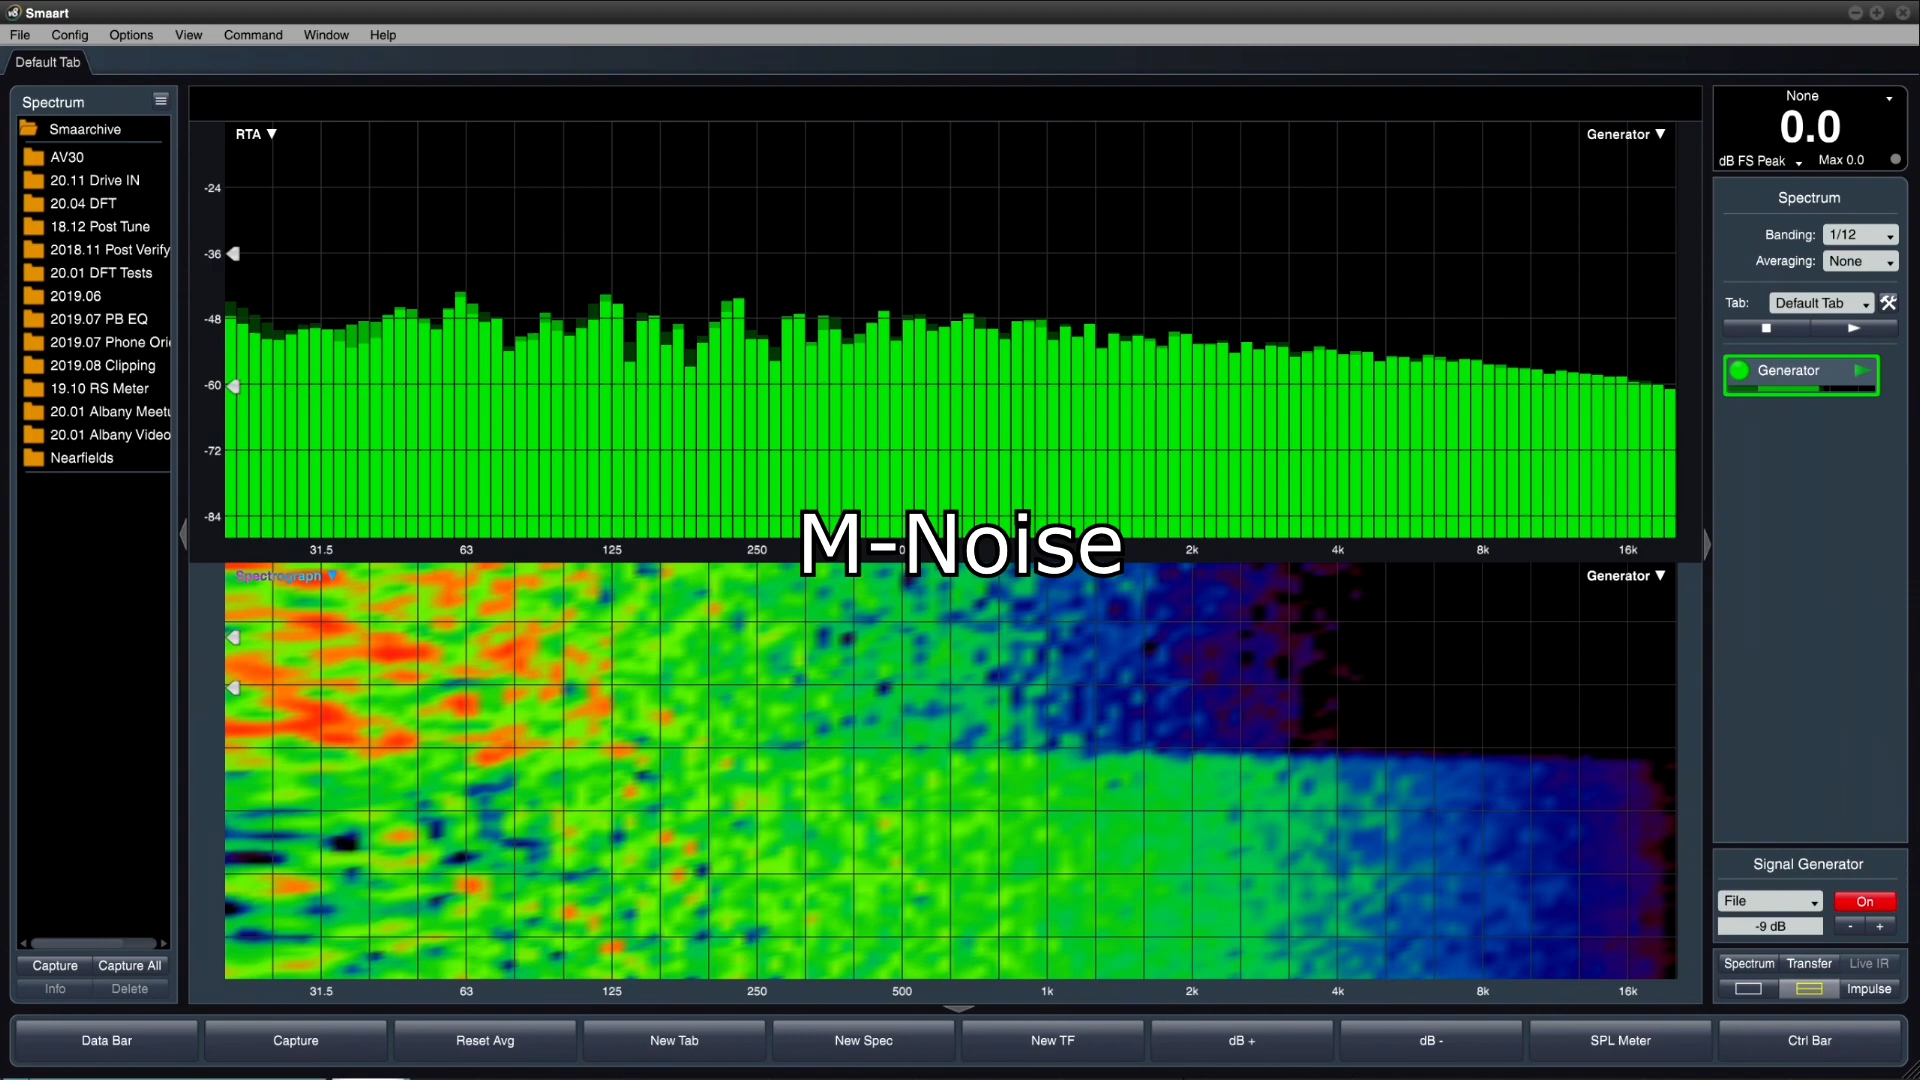 v8 Smaart
File Config Options View Command Window Help
Default Tab
Spectrum
Smaarchive
AV30
20.11 Drive IN
20.04 DFT
18.12 Post Tune
2018.11 Post Verify
20.01 DFT Tests
2019.06
2019.07 PB EQ
2019.07 Phone Ori
2019.08 Clipping
19.10 RS Meter
20.01 Albany Meetu
20.01 Albany Video
Nearfields
Capture Capture All
Info Delete
RTA Generator
-24
-36
-48
-60
-72
-84
31.5 63 125 250 2k 4k 8k 16k
M-Noise
Spectrograph Generator
31.5 63 125 250 500 1k 2k 4k 8k 16k
None
0.0
dB FS Peak Max 0.0
Spectrum
Banding: 1/12
Averaging: None
Tab: Default Tab
Generator
Signal Generator
File On
-9 dB - +
Spectrum Transfer Live IR
Impulse
Data Bar Capture Reset Avg New Tab New Spec New TF dB + dB - SPL Meter Ctrl Bar